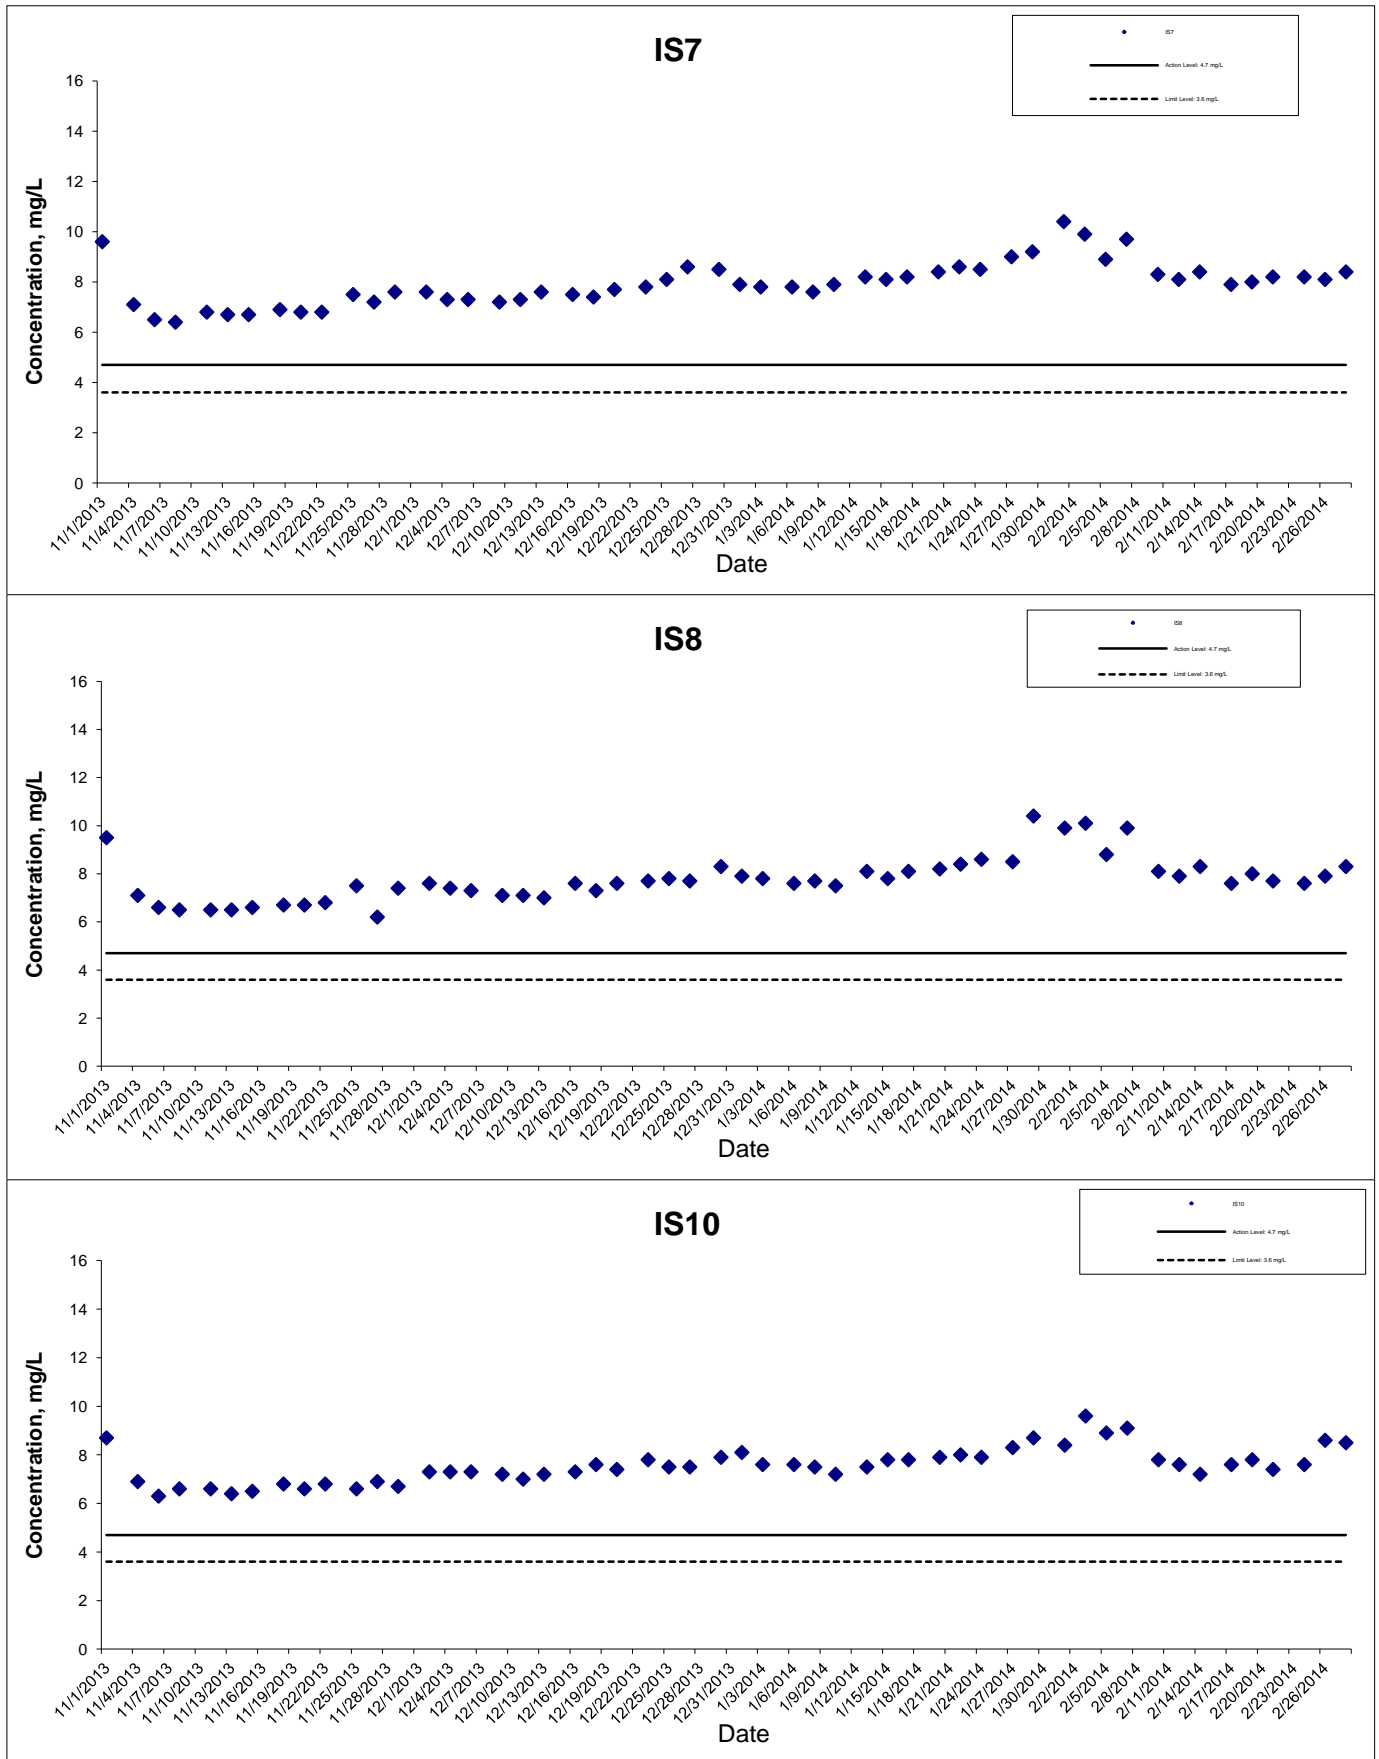 IS7
IS7
Action Level: 4.7 mg/L
Limit Level: 3.6 mg/L
Concentration, mg/L
16
14
12
10
8
6
4
2
0
11/1/2013 11/4/2013 11/7/2013 11/10/2013 11/13/2013 11/16/2013 11/19/2013 11/22/2013 11/25/2013 11/28/2013 12/1/2013 12/4/2013 12/7/2013 12/10/2013 12/13/2013 12/16/2013 12/19/2013 12/22/2013 12/25/2013 12/28/2013 12/31/2013 1/3/2014 1/6/2014 1/9/2014 1/12/2014 1/15/2014 1/18/2014 1/21/2014 1/24/2014 1/27/2014 1/30/2014 2/2/2014 2/5/2014 2/8/2014 2/11/2014 2/14/2014 2/17/2014 2/20/2014 2/23/2014 2/26/2014
Date
IS8
IS8
Action Level: 4.7 mg/L
Limit Level: 3.6 mg/L
Concentration, mg/L
16
14
12
10
8
6
4
2
0
11/1/2013 11/4/2013 11/7/2013 11/10/2013 11/13/2013 11/16/2013 11/19/2013 11/22/2013 11/25/2013 11/28/2013 12/1/2013 12/4/2013 12/7/2013 12/10/2013 12/13/2013 12/16/2013 12/19/2013 12/22/2013 12/25/2013 12/28/2013 12/31/2013 1/3/2014 1/6/2014 1/9/2014 1/12/2014 1/15/2014 1/18/2014 1/21/2014 1/24/2014 1/27/2014 1/30/2014 2/2/2014 2/5/2014 2/8/2014 2/11/2014 2/14/2014 2/17/2014 2/20/2014 2/23/2014 2/26/2014
Date
IS10
IS10
Action Level: 4.7 mg/L
Limit Level: 3.6 mg/L
Concentration, mg/L
16
14
12
10
8
6
4
2
0
11/1/2013 11/4/2013 11/7/2013 11/10/2013 11/13/2013 11/16/2013 11/19/2013 11/22/2013 11/25/2013 11/28/2013 12/1/2013 12/4/2013 12/7/2013 12/10/2013 12/13/2013 12/16/2013 12/19/2013 12/22/2013 12/25/2013 12/28/2013 12/31/2013 1/3/2014 1/6/2014 1/9/2014 1/12/2014 1/15/2014 1/18/2014 1/21/2014 1/24/2014 1/27/2014 1/30/2014 2/2/2014 2/5/2014 2/8/2014 2/11/2014 2/14/2014 2/17/2014 2/20/2014 2/23/2014 2/26/2014
Date